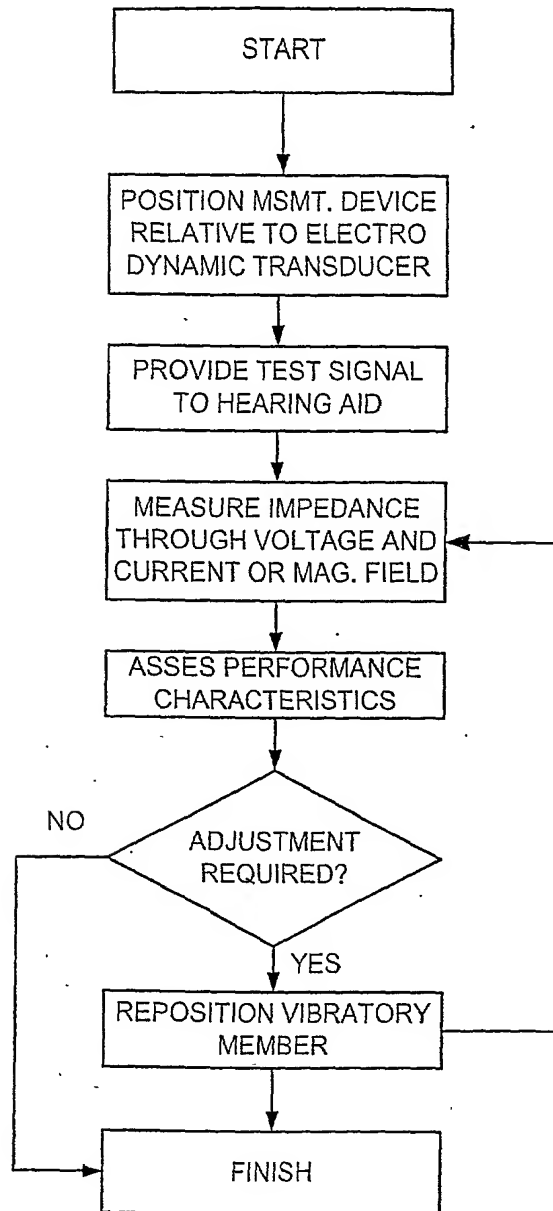 START
POSITION MSMT. DEVICE
RELATIVE TO ELECTRO
DYNAMIC TRANSDUCER
PROVIDE TEST SIGNAL
TO HEARING AID
MEASURE IMPEDANCE
THROUGH VOLTAGE AND
CURRENT OR MAG. FIELD
ASSES PERFORMANCE
CHARACTERISTICS
NO
ADJUSTMENT
REQUIRED?
YES
REPOSITION VIBRATORY
MEMBER
FINISH